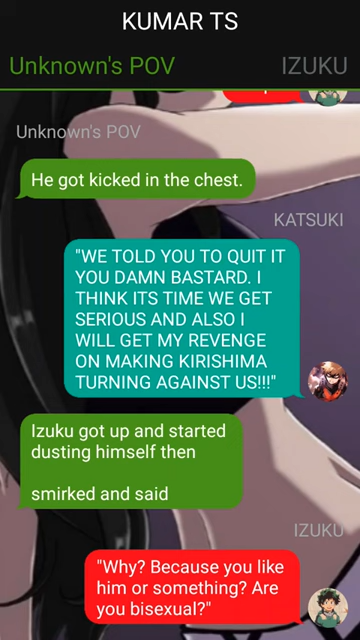 KUMAR TS
Unknown's POV
IZUKU
Unknown's POV
He got kicked in the chest.
KATSUKI
"WE TOLD YOU TO QUIT IT
YOU DAMN BASTARD. I
THINK ITS TIME WE GET
SERIOUS AND ALSO I
WILL GET MY REVENGE
ON MAKING KIRISHIMA
TURNING AGAINST US!!!"
Izuku got up and started
dusting himself then
smirked and said
IZUKU
"Why? Because you like
him or something? Are
you bisexual?"